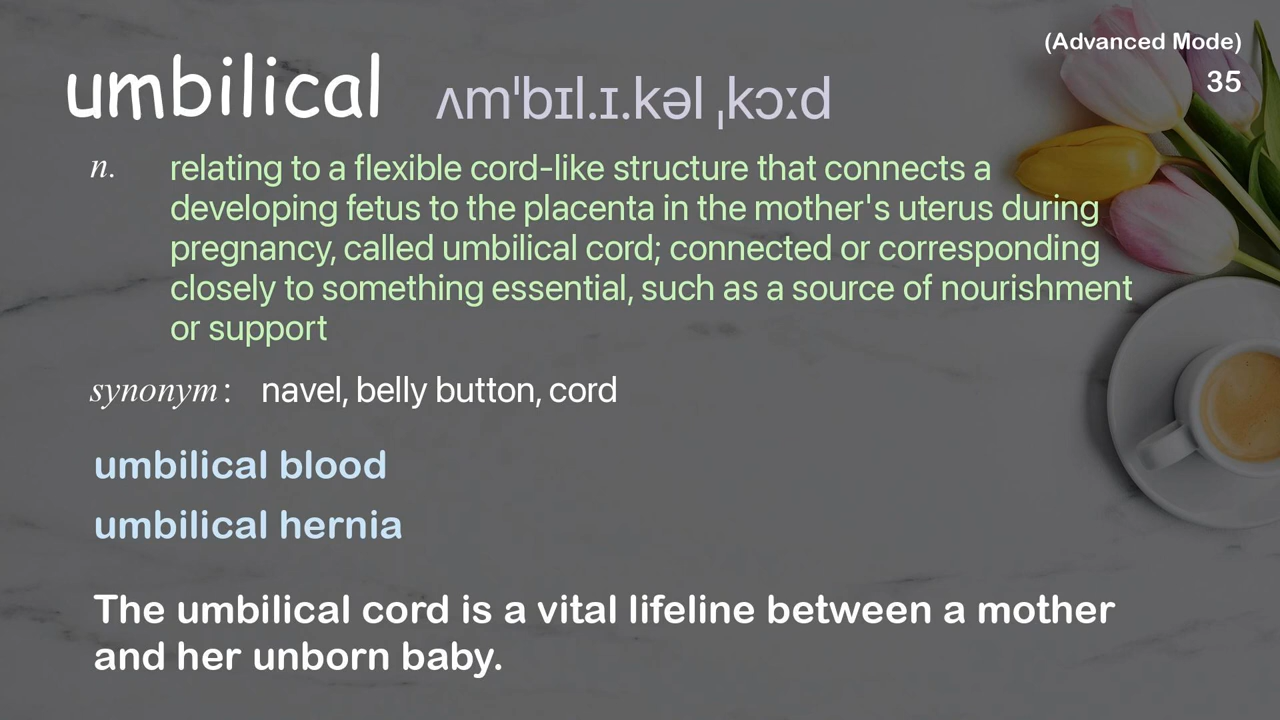 (Advanced Mode)
35
umbilical ʌmˈbɪl.ɪ.kəl ˌkɔːd
n. relating to a flexible cord-like structure that connects a
developing fetus to the placenta in the mother's uterus during
pregnancy, called umbilical cord; connected or corresponding
closely to something essential, such as a source of nourishment
or support
synonym: navel, belly button, cord
umbilical blood
umbilical hernia
The umbilical cord is a vital lifeline between a mother
and her unborn baby.